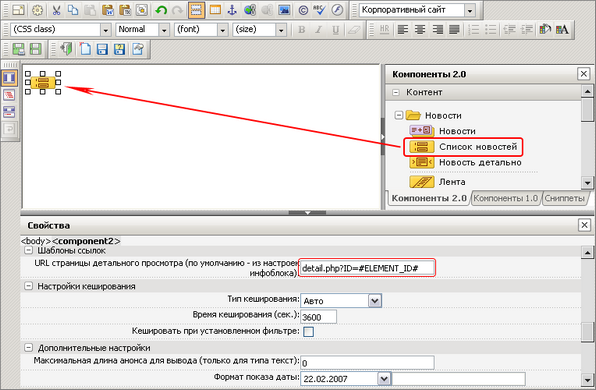 Корпоративный сайт
(CSS class) Normal (font) (size)
Компоненты 2.0
Контент
Новости
Новости
Список новостей
Новость детально
Лента
Компоненты 2.0 Компоненты 1.0 Сниппеты
Свойства
<body><component2>
Шаблоны ссылок
URL страницы детального просмотра (по умолчанию - из настроек
инфоблока): detail.php?ID=#ELEMENT_ID#
Настройки кеширования
Тип кеширования: Авто
Время кеширования (сек.): 3600
Кешировать при установленном фильтре:
Дополнительные настройки
Максимальная длина анонса для вывода (только для типа текст): 0
Формат показа даты: 22.02.2007